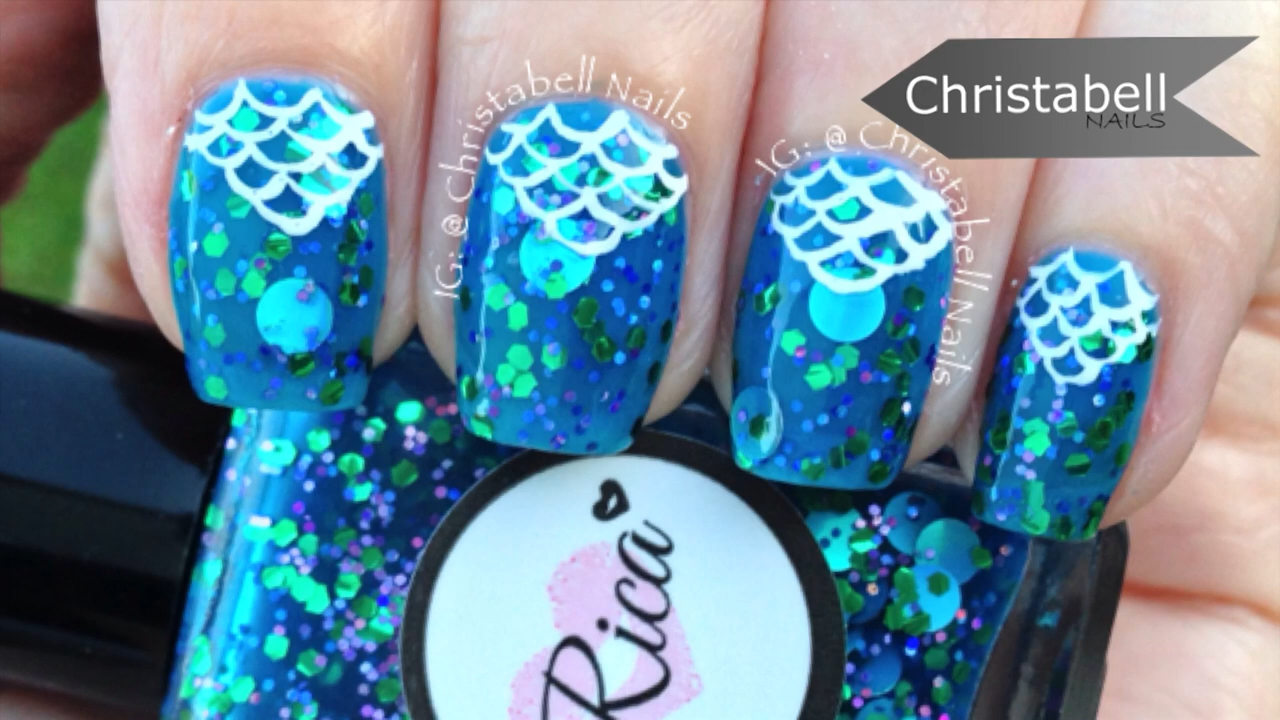 Christabell
NAILS
IG: @ Christabell Nails
IG: @ Christabell Nails
Rica